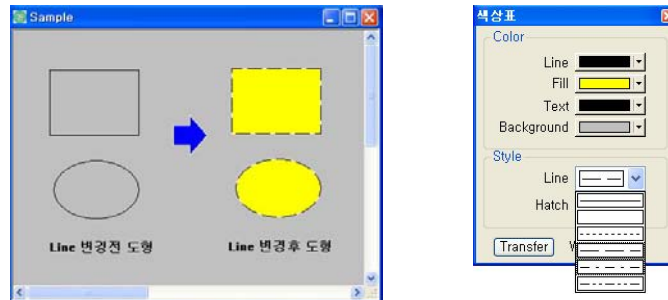 Sample
Line 변경전 도형
Line 변경후 도형
색상표
Color
Line
Fill
Text
Background
Style
Line
Hatch
Transfer